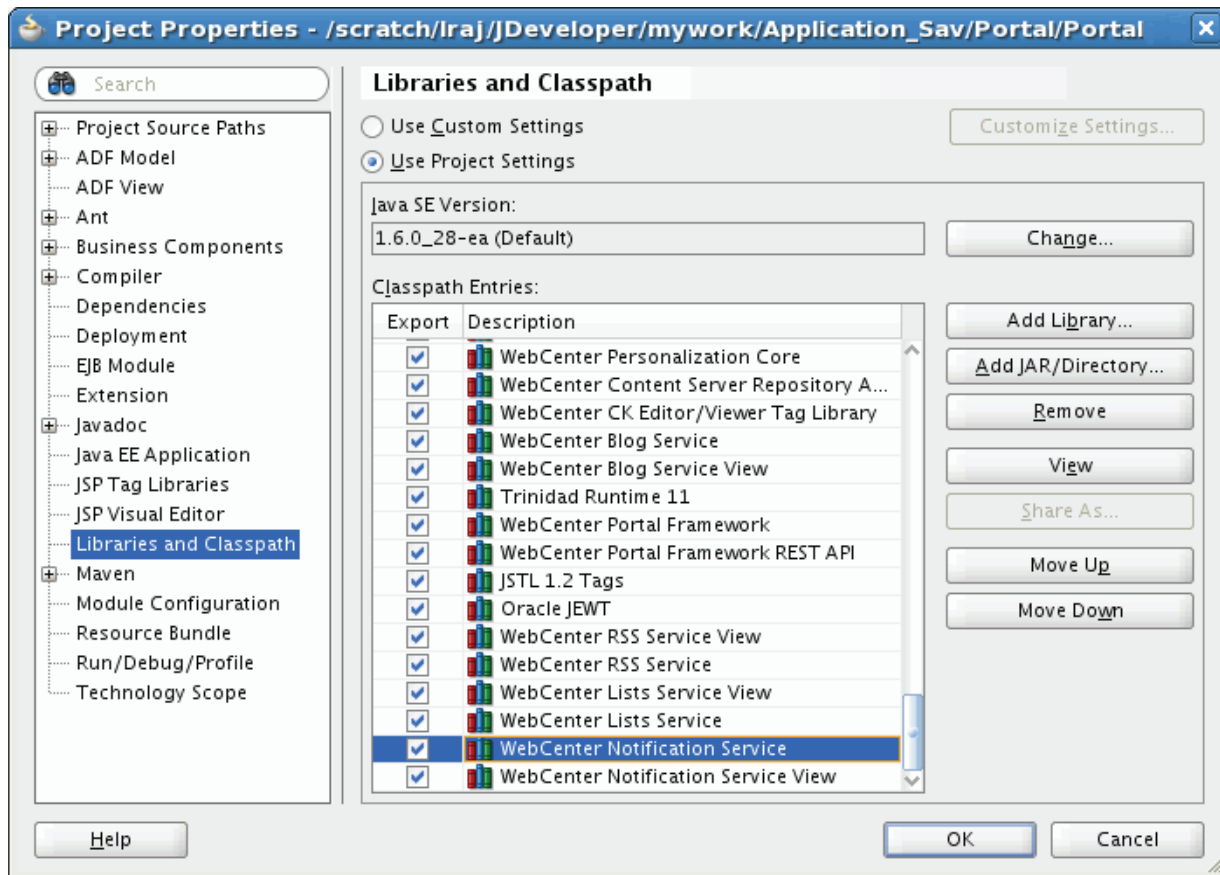 Project Properties - /scratch/lraj/JDeveloper/mywork/Application_Sav/Portal/Portal
Search
Project Source Paths
ADF Model
ADF View
Ant
Business Components
Compiler
Dependencies
Deployment
EJB Module
Extension
Javadoc
Java EE Application
JSP Tag Libraries
JSP Visual Editor
Libraries and Classpath
Maven
Module Configuration
Resource Bundle
Run/Debug/Profile
Technology Scope
Libraries and Classpath
Use Custom Settings
Customize Settings...
Use Project Settings
Java SE Version:
1.6.0_28-ea (Default)
Change...
Classpath Entries:
Export Description
WebCenter Personalization Core
WebCenter Content Server Repository A...
WebCenter CK Editor/Viewer Tag Library
WebCenter Blog Service
WebCenter Blog Service View
Trinidad Runtime 11
WebCenter Portal Framework
WebCenter Portal Framework REST API
JSTL 1.2 Tags
Oracle JEWT
WebCenter RSS Service View
WebCenter RSS Service
WebCenter Lists Service View
WebCenter Lists Service
WebCenter Notification Service
WebCenter Notification Service View
Add Library...
Add JAR/Directory...
Remove
View
Share As...
Move Up
Move Down
Help
OK
Cancel